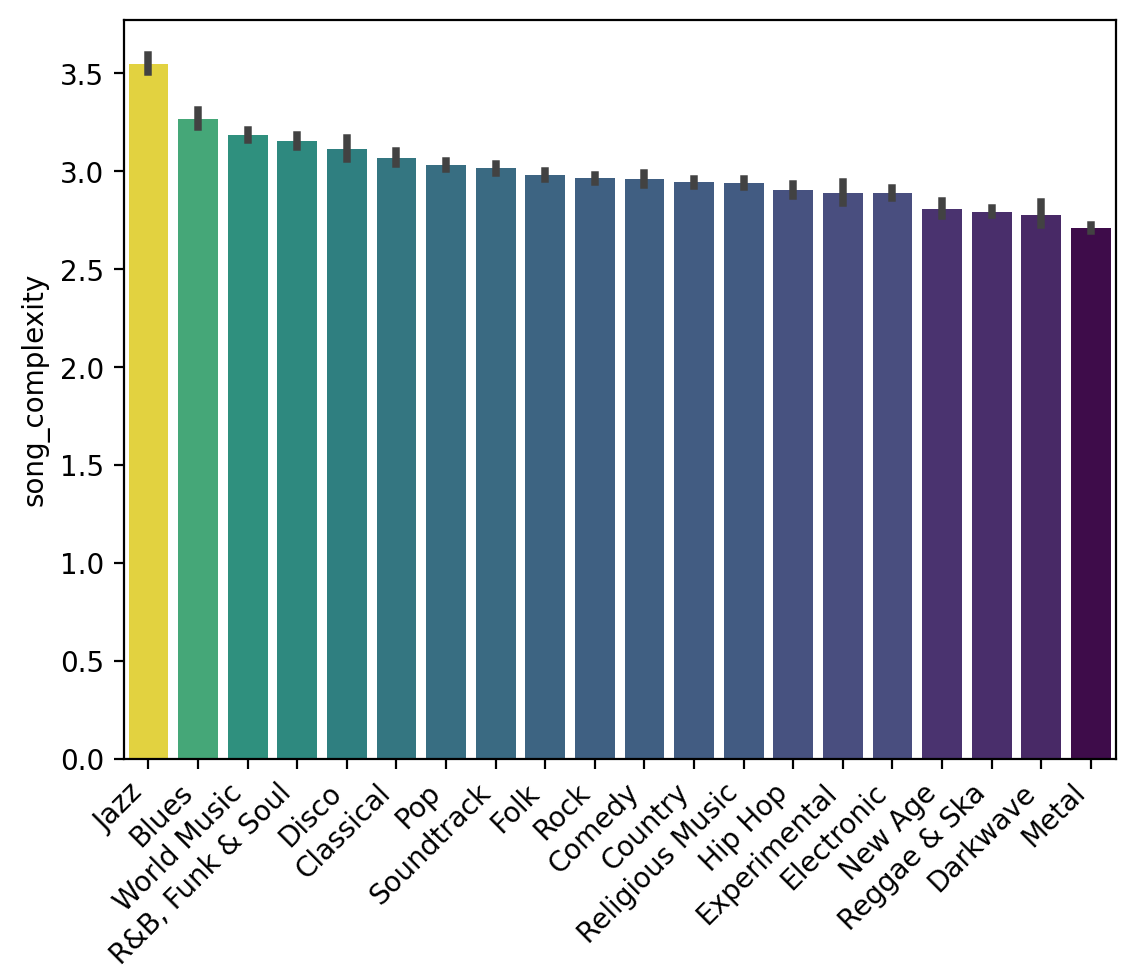 3.5
3.0
2.5
2.0
1.5
1.0
0.5
0.0
song_complexity
Jazz
Blues
World Music
R&B, Funk & Soul
Disco
Classical
Pop
Soundtrack
Folk
Rock
Comedy
Country
Religious Music
Hip Hop
Experimental
Electronic
New Age
Reggae & Ska
Darkwave
Metal